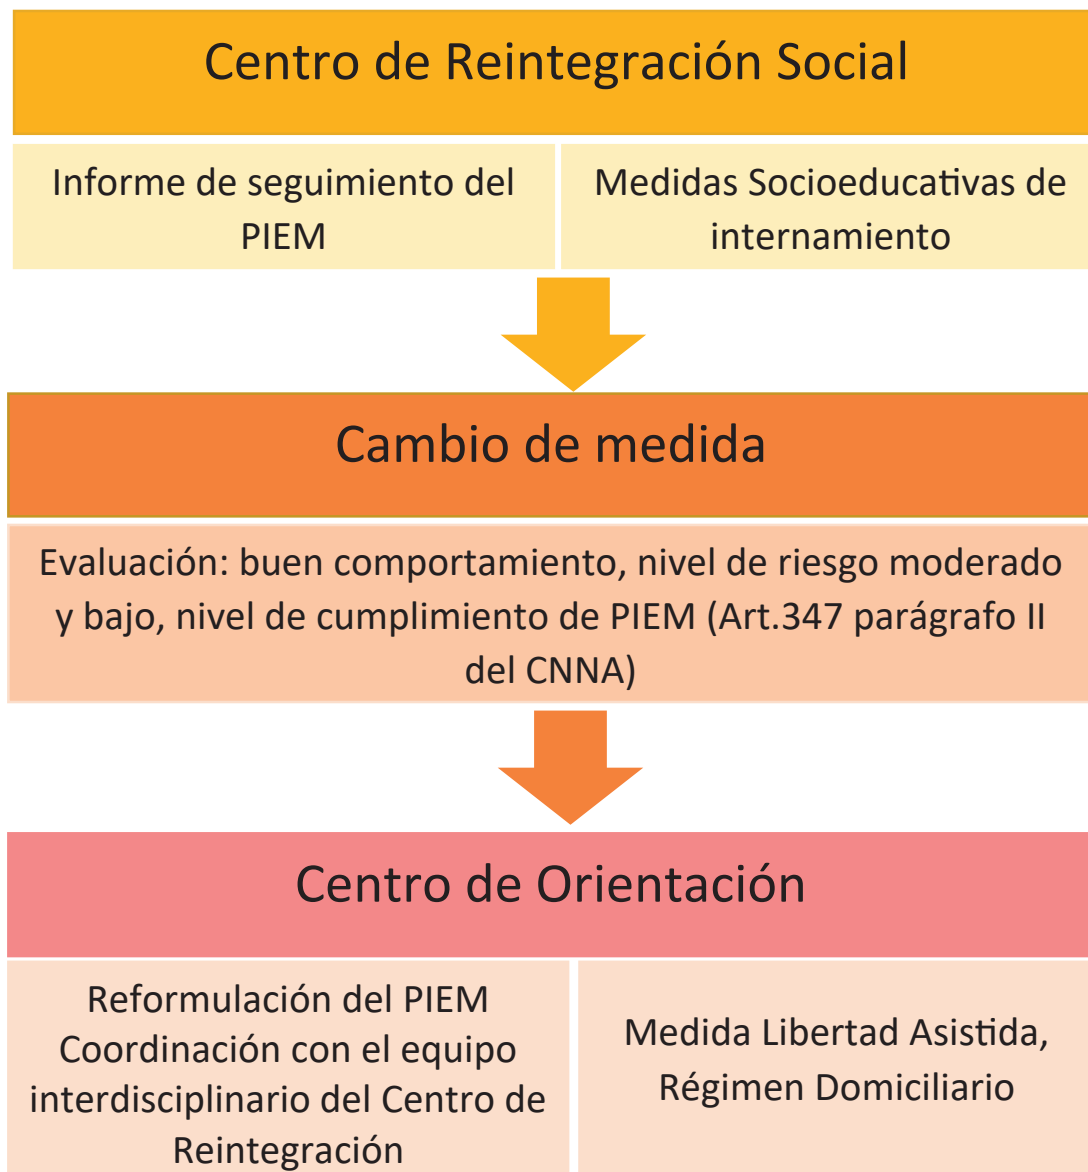 Centro de Reintegración Social
Informe de seguimiento del
PIEM
Medidas Socioeducativas de
internamiento
Cambio de medida
Evaluación: buen comportamiento, nivel de riesgo moderado
y bajo, nivel de cumplimiento de PIEM (Art.347 parágrafo II
del CNNA)
Centro de Orientación
Reformulación del PIEM
Coordinación con el equipo
interdisciplinario del Centro de
Reintegración
Medida Libertad Asistida,
Régimen Domiciliario